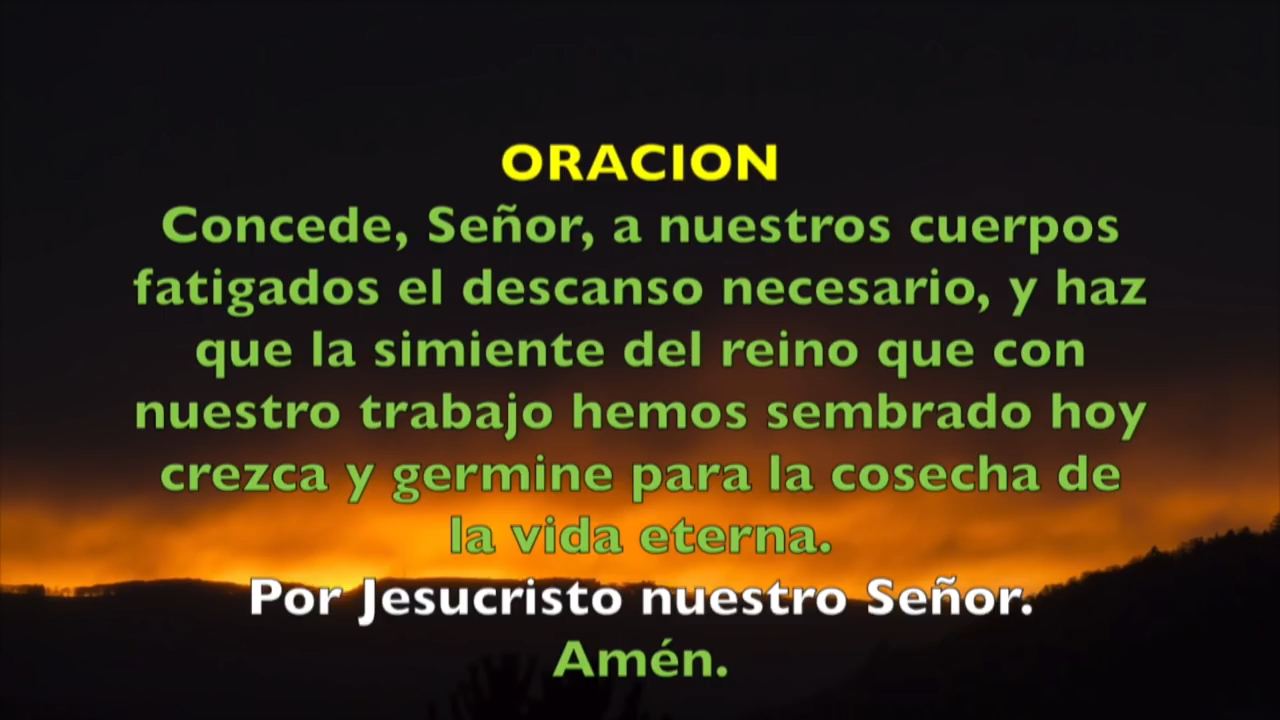 ORACION
Concede, Señor, a nuestros cuerpos
fatigados el descanso necesario, y haz
que la simiente del reino que con
nuestro trabajo hemos sembrado hoy
crezca y germine para la cosecha de
la vida eterna.
Por Jesucristo nuestro Señor.
Amén.